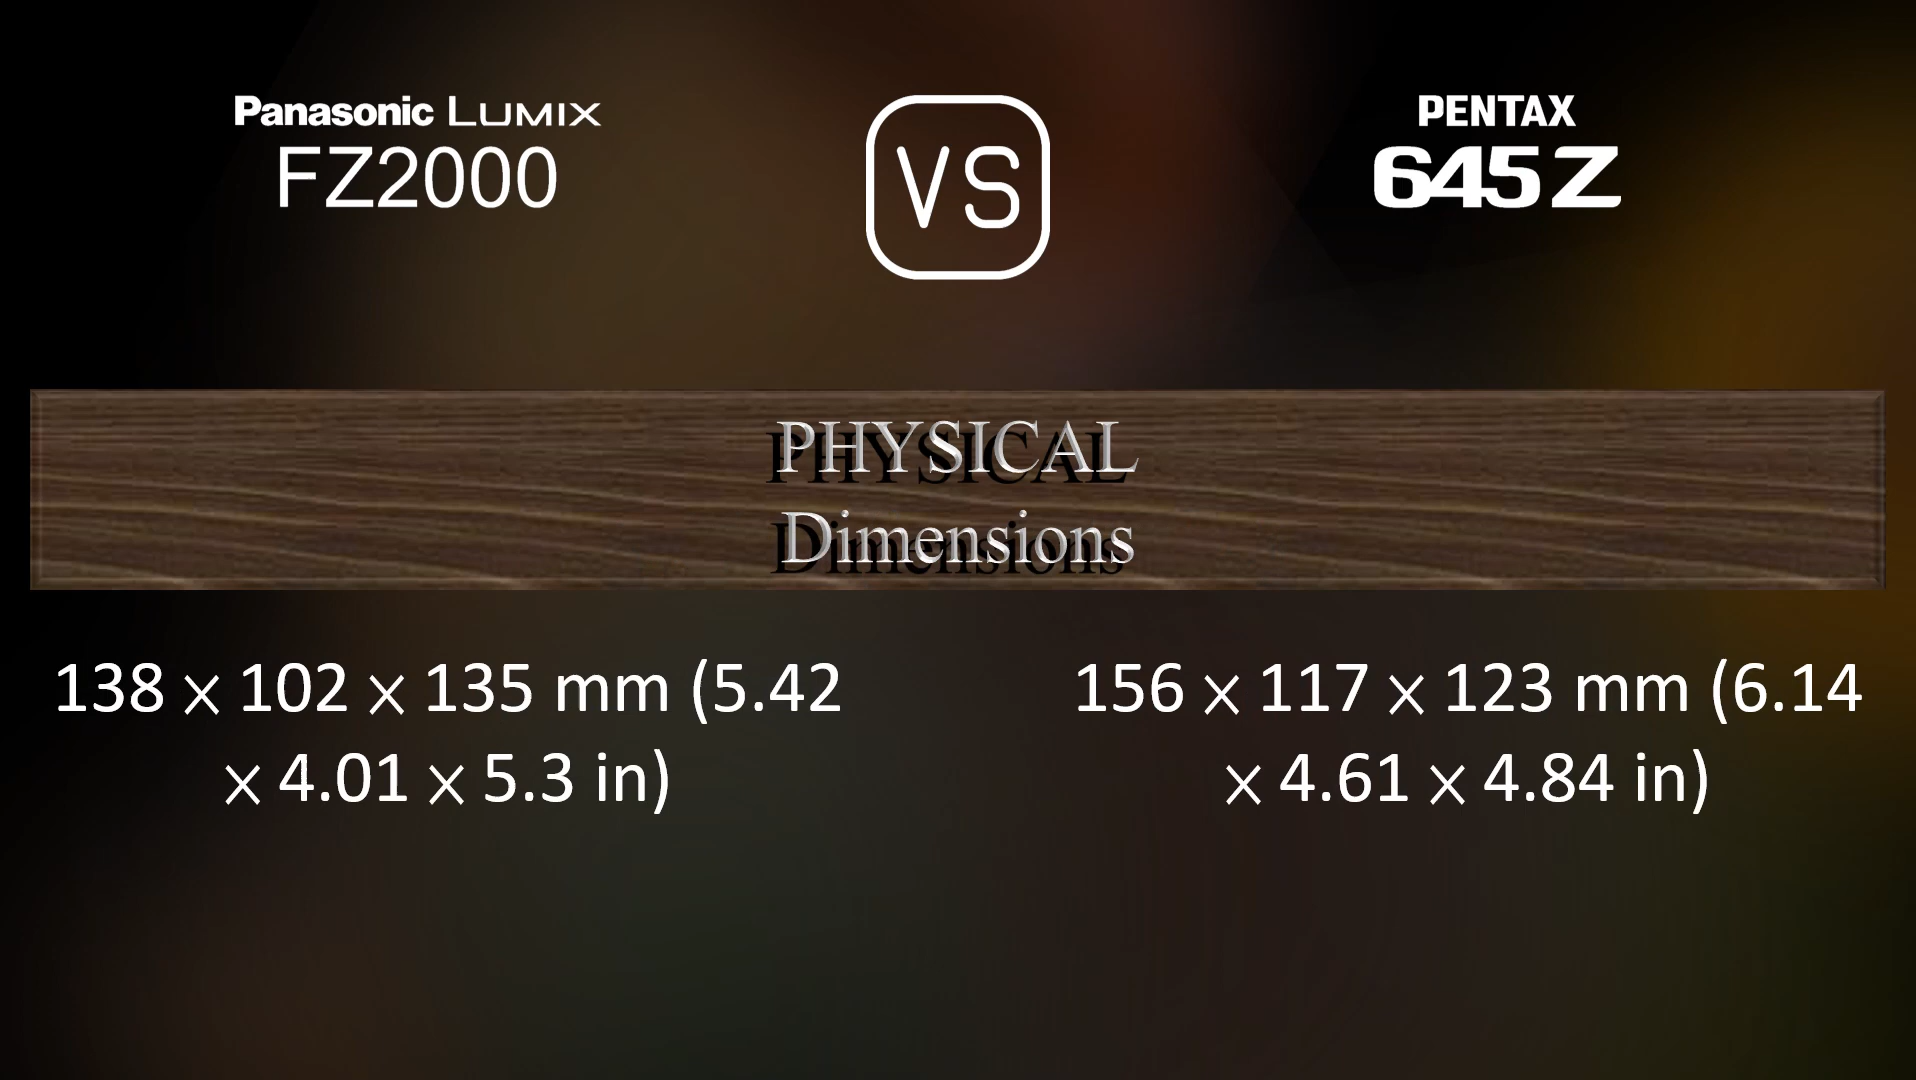 Panasonic LUMIX
FZ2000
VS
PENTAX
645Z
PHYSICAL
Dimensions
138 x 102 x 135 mm (5.42
x 4.01 x 5.3 in)
156 x 117 x 123 mm (6.14
x 4.61 x 4.84 in)